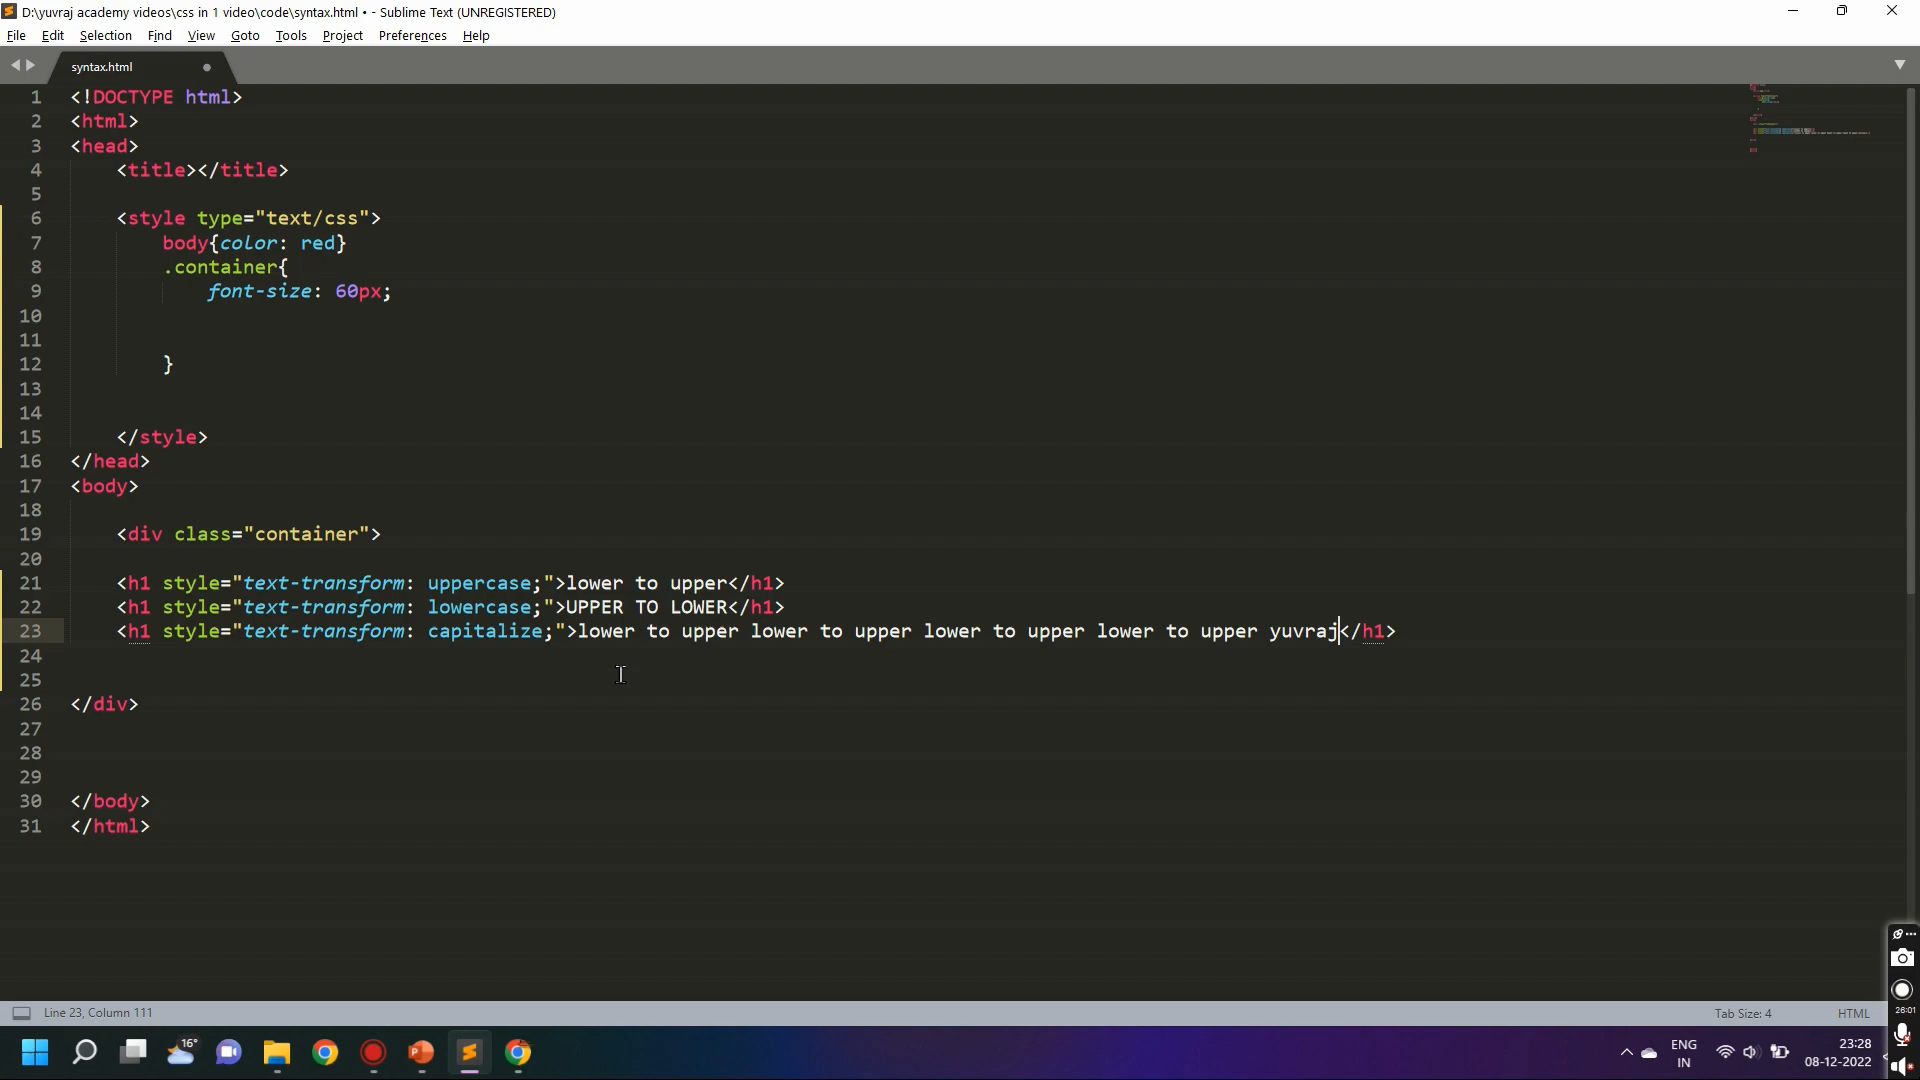 D:\yuvraj academy videos\css in 1 video\code\syntax.html • - Sublime Text (UNREGISTERED)
File Edit Selection Find View Goto Tools Project Preferences Help
syntax.html
1 <!DOCTYPE html>
2 <html>
3 <head>
4 <title></title>
5
6 <style type="text/css">
7 body{color: red}
8 .container{
9 font-size: 60px;
10
11
12 }
13
14
15 </style>
16 </head>
17 <body>
18
19 <div class="container">
20
21 <h1 style="text-transform: uppercase;">lower to upper</h1>
22 <h1 style="text-transform: lowercase;">UPPER TO LOWER</h1>
23 <h1 style="text-transform: capitalize;">lower to upper lower to upper lower to upper lower to upper yuvraj</h1>
24
25
26 </div>
27
28
29
30 </body>
31 </html>
26:01
Line 23, Column 111 Tab Size: 4 HTML
16°
ENG
IN
23:28
08-12-2022